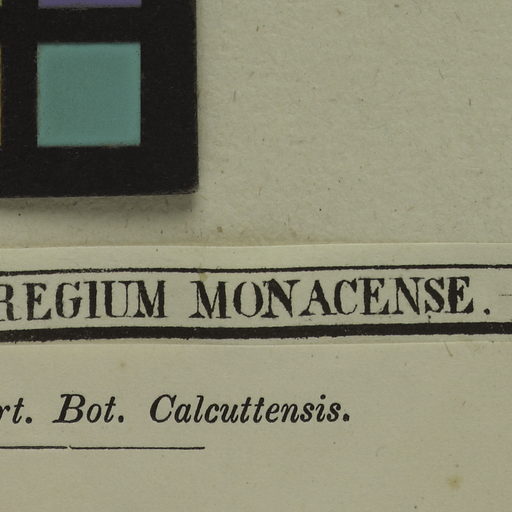 REGIUM MONACENSE.
rt. Bot. Calcuttensis.